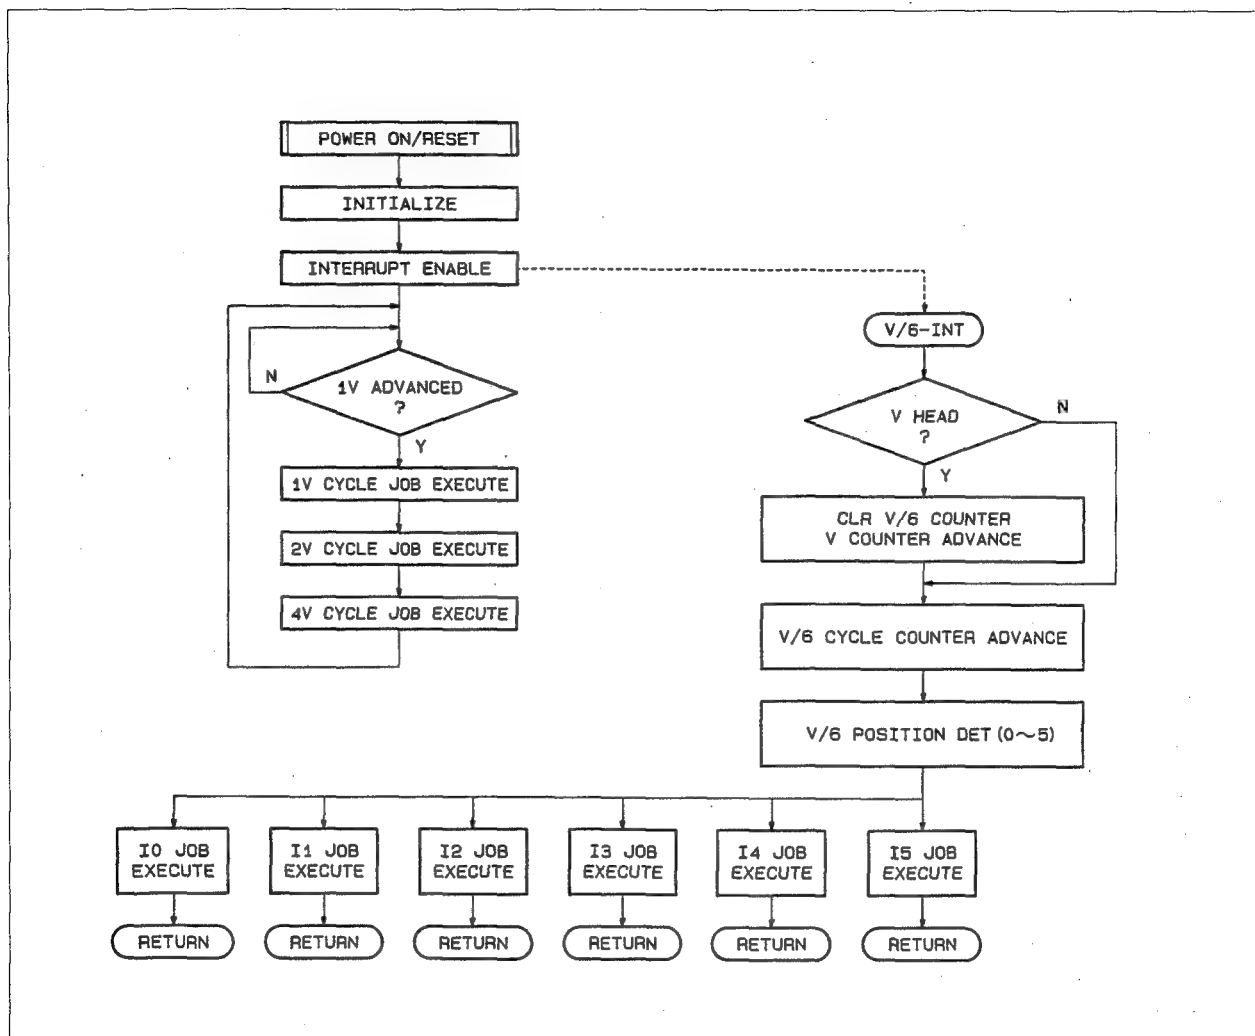 POWER ON/RESET
INITIALIZE
INTERRUPT ENABLE
V/6-INT
N
1V ADVANCED
?
Y
V HEAD
?
N
Y
1V CYCLE JOB EXECUTE
2V CYCLE JOB EXECUTE
4V CYCLE JOB EXECUTE
CLR V/6 COUNTER
V COUNTER ADVANCE
V/6 CYCLE COUNTER ADVANCE
V/6 POSITION DET (0～5)
I0 JOB
EXECUTE
I1 JOB
EXECUTE
I2 JOB
EXECUTE
I3 JOB
EXECUTE
I4 JOB
EXECUTE
I5 JOB
EXECUTE
RETURN
RETURN
RETURN
RETURN
RETURN
RETURN